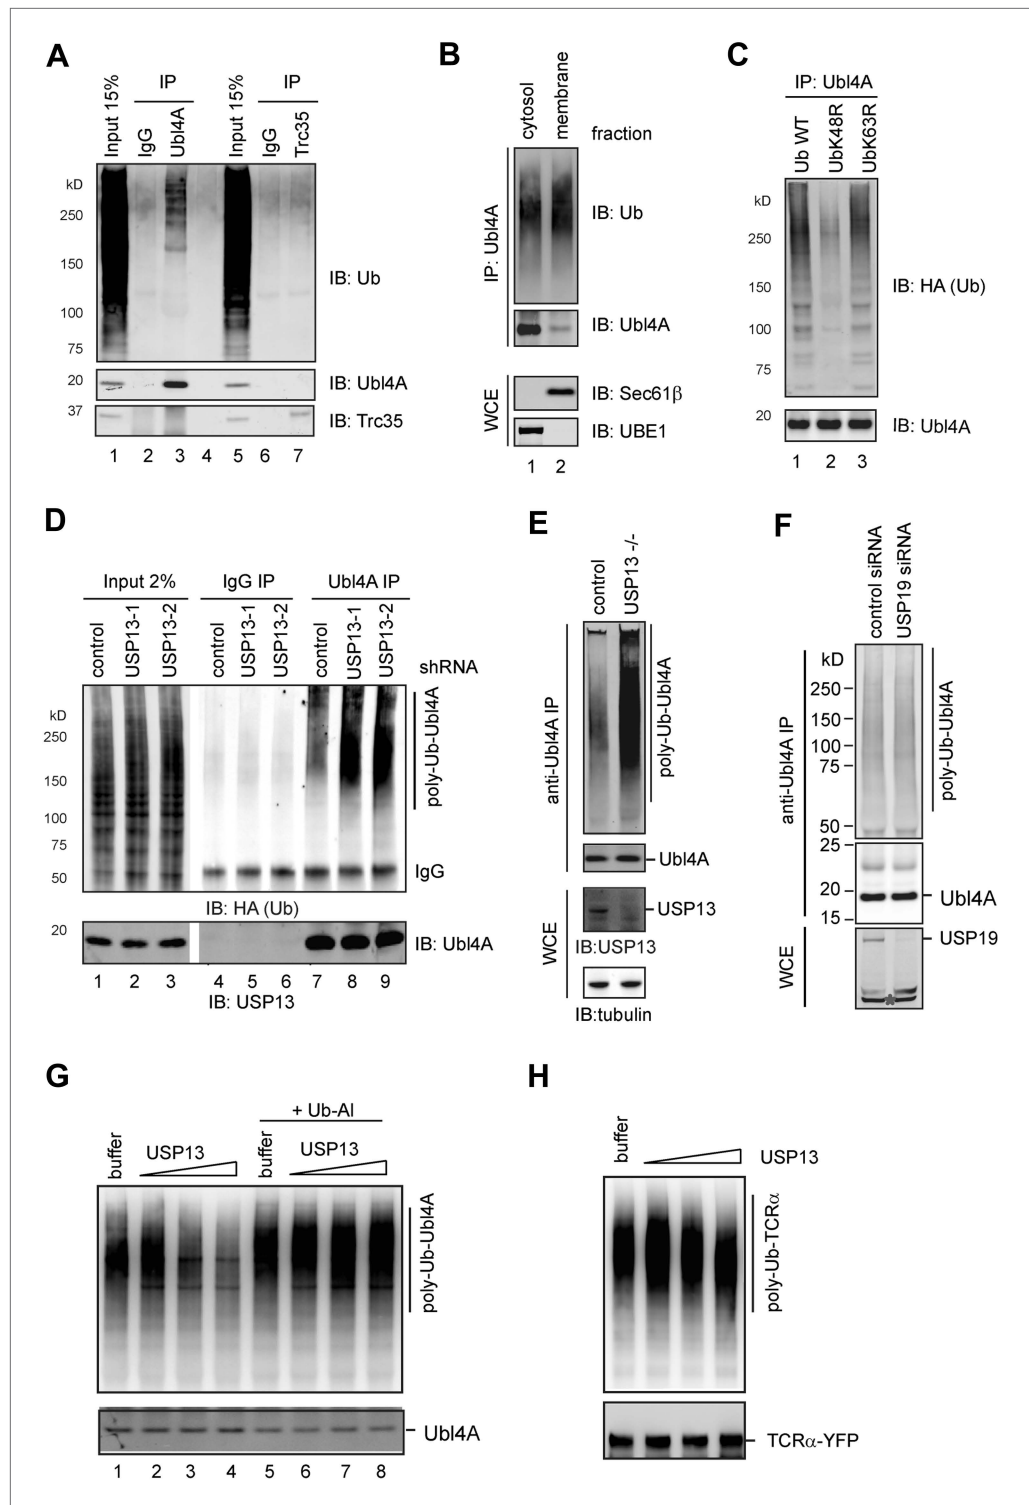 A
Input 15%
IP
IgG
Ubl4A
Input 15%
IP
IgG
Trc35
kD
250
150
100
75
IB: Ub
20
IB: Ubl4A
37
IB: Trc35
1 2 3 4 5 6 7
B
cytosol
membrane
fraction
IP: Ubl4A
IB: Ub
IB: Ubl4A
WCE
IB: Sec61β
IB: UBE1
1 2
C
IP: Ubl4A
Ub WT
UbK48R
UbK63R
kD
250
150
100
75
IB: HA (Ub)
20
IB: Ubl4A
1 2 3
D
Input 2% IgG IP Ubl4A IP
control
USP13-1
USP13-2
control
USP13-1
USP13-2
control
USP13-1
USP13-2
shRNA
kD
250
150
100
75
50
poly-Ub-Ubl4A
IgG
IB: HA (Ub)
20
IB: Ubl4A
1 2 3 4 5 6 7 8 9
IB: USP13
E
control
USP13 -/-
anti-Ubl4A IP
poly-Ub-Ubl4A
Ubl4A
WCE
USP13
IB:USP13
IB:tubulin
F
control siRNA
USP19 siRNA
kD
250
150
100
75
50
anti-Ubl4A IP
poly-Ub-Ubl4A
25
20
15
Ubl4A
WCE
USP19
*
G
+ Ub-Al
buffer
USP13
buffer
USP13
poly-Ub-Ubl4A
Ubl4A
1 2 3 4 5 6 7 8
H
buffer
USP13
poly-Ub-TCRα
TCRα-YFP